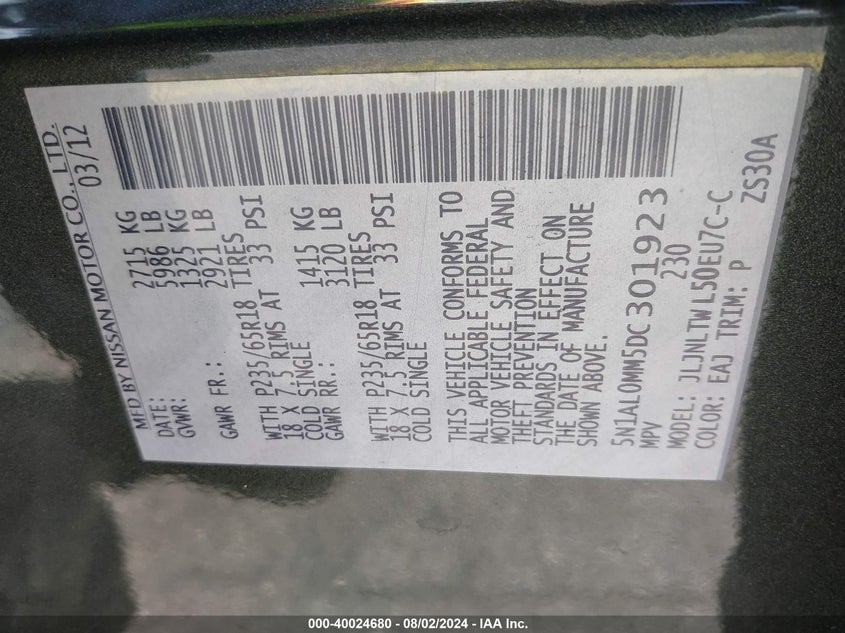 MFD BY NISSAN MOTOR CO., LTD.
DATE: 03/12
GVWR: 2715 KG
5986 LB
GAWR FR.: 1325 KG
2921 LB
WITH P235/65R18 TIRES
18 X 7.5 RIMS AT 33 PSI
COLD SINGLE
GAWR RR.: 1415 KG
3120 LB
WITH P235/65R18 TIRES
18 X 7.5 RIMS AT 33 PSI
COLD SINGLE
THIS VEHICLE CONFORMS TO
ALL APPLICABLE FEDERAL
MOTOR VEHICLE SAFETY AND
THEFT PREVENTION
STANDARDS IN EFFECT ON
THE DATE OF MANUFACTURE
SHOWN ABOVE.
5N1AL0MM5DC301923
MPV 230
MODEL: JLJNLTWL50EU7C-C
COLOR: EAJ TRIM: P ZS30A
000-40024680 - 08/02/2024 - IAA Inc.